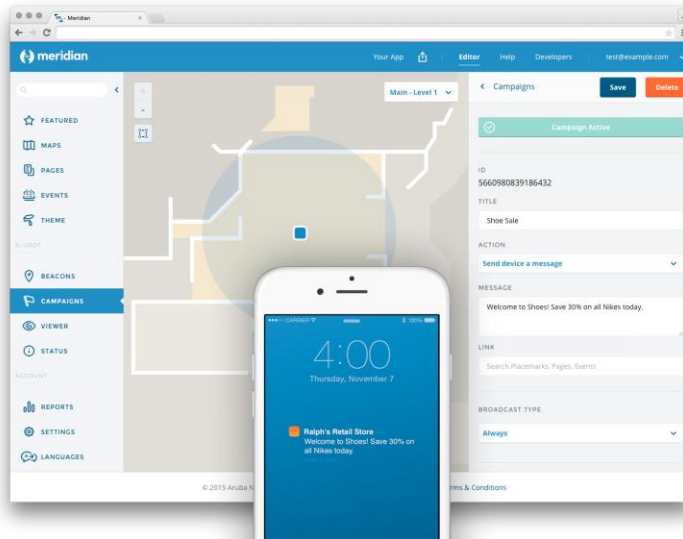 - Meridian
meridian
Your App
Editor
Help
Developers
test@example.com
FEATURED
MAPS
PAGES
EVENTS
THEME
BLUDOT
BEACONS
CAMPAIGNS
VIEWER
STATUS
ACCOUNT
REPORTS
SETTINGS
LANGUAGES
Main - Level 1
Campaigns
Save
Delete
Campaign Active
ID
5660980839186432
TITLE
Shoe Sale
ACTION
Send device a message
MESSAGE
Welcome to Shoes! Save 30% on all Nikes today.
LINK
Search Placemarks, Pages, Events
BROADCAST TYPE
Always
CARRIER
100%
4:00
Thursday, November 7
Ralph's Retail Store
Welcome to Shoes! Save 30% on
all Nikes today.
© 2015 Aruba
& Conditions